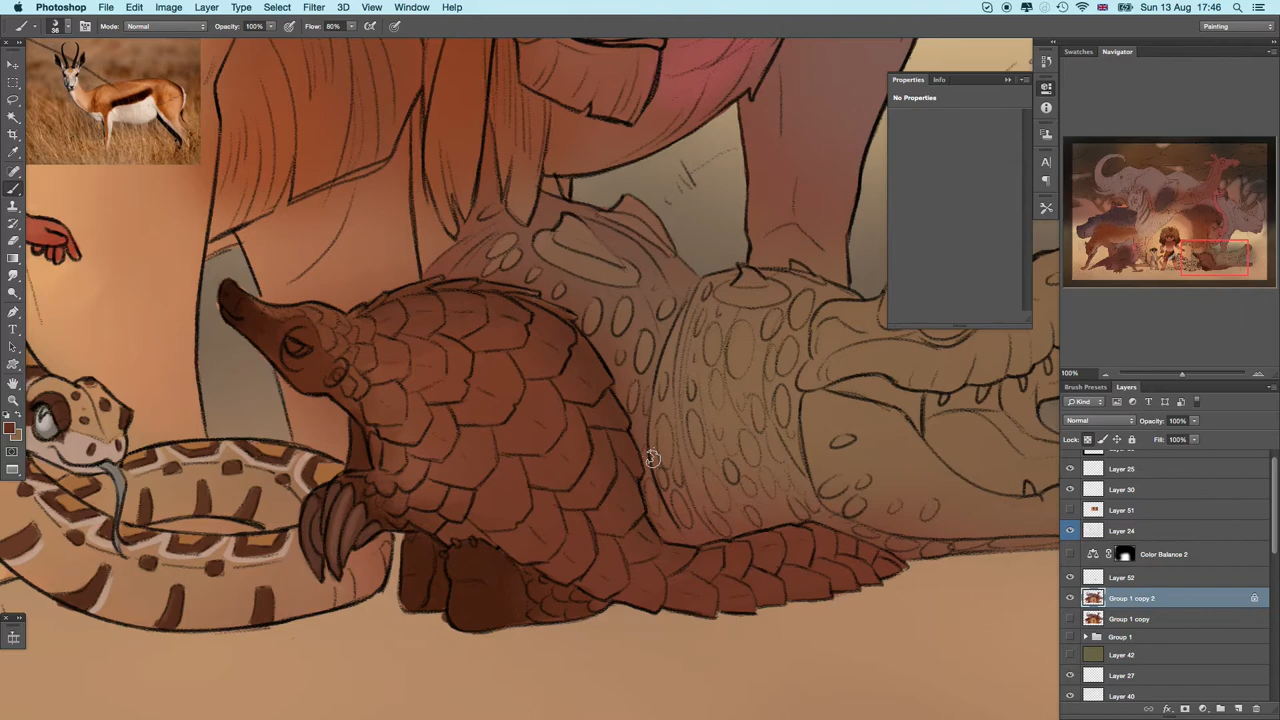 Photoshop File Edit Image Layer Type Select Filter 3D View Window Help Sun 13 Aug 17:46
36 Mode: Normal Opacity: 100% Flow: 80% Painting
Swatches Navigator
Properties Info
No Properties
100%
Brush Presets Layers
Kind
Normal Opacity: 100%
Lock: Fill: 100%
Layer 25
Layer 30
Layer 51
Layer 24
Color Balance 2
Layer 52
Group 1 copy 2
Group 1 copy
Group 1
Layer 42
Layer 27
Layer 40